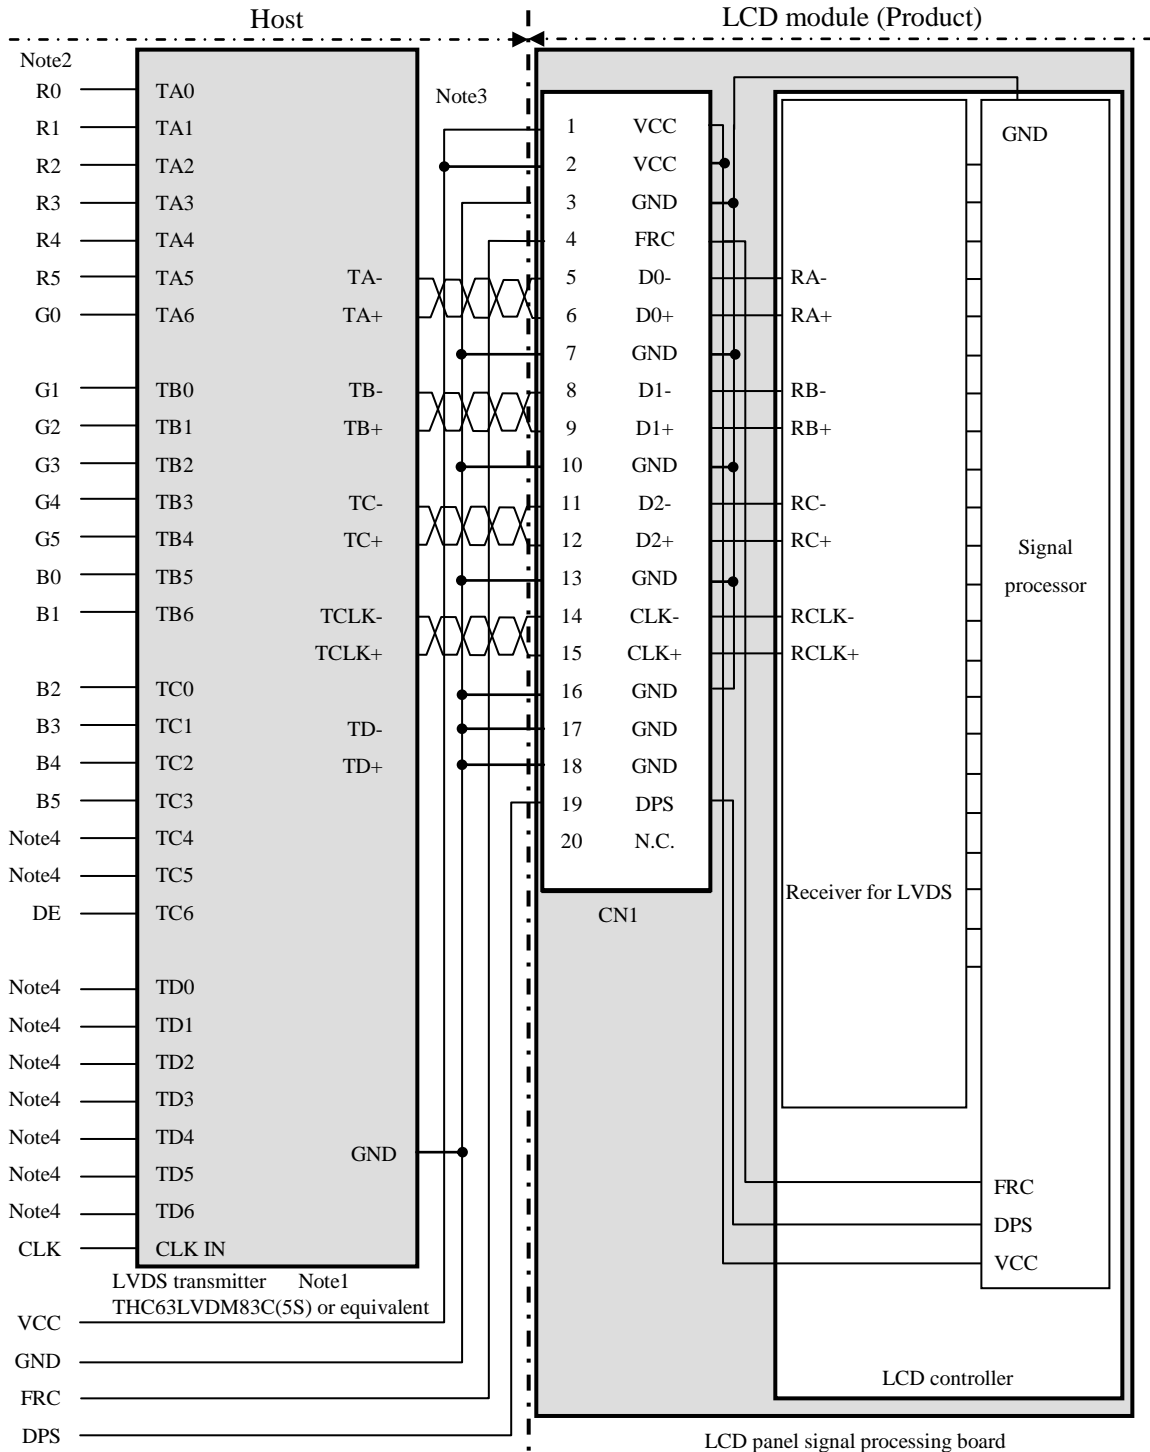 Host
LCD module (Product)
Note2
Note3
R0 TA0
R1 TA1
R2 TA2
R3 TA3
R4 TA4
R5 TA5 TA-
G0 TA6 TA+
G1 TB0 TB-
G2 TB1 TB+
G3 TB2
G4 TB3 TC-
G5 TB4 TC+
B0 TB5
B1 TB6 TCLK-
TCLK+
B2 TC0
B3 TC1 TD-
B4 TC2 TD+
B5 TC3
Note4 TC4
Note4 TC5
DE TC6
Note4 TD0
Note4 TD1
Note4 TD2
Note4 TD3
Note4 TD4
GND
Note4 TD5
Note4 TD6
CLK CLK IN
LVDS transmitter Note1
THC63LVDM83C(5S) or equivalent
VCC
GND
FRC
DPS
1 VCC
2 VCC
3 GND
4 FRC
5 D0-
6 D0+
7 GND
8 D1-
9 D1+
10 GND
11 D2-
12 D2+
13 GND
14 CLK-
15 CLK+
16 GND
17 GND
18 GND
19 DPS
20 N.C.
CN1
RA-
RA+
RB-
RB+
RC-
RC+
RCLK-
RCLK+
Receiver for LVDS
GND
Signal
processor
FRC
DPS
VCC
LCD controller
LCD panel signal processing board